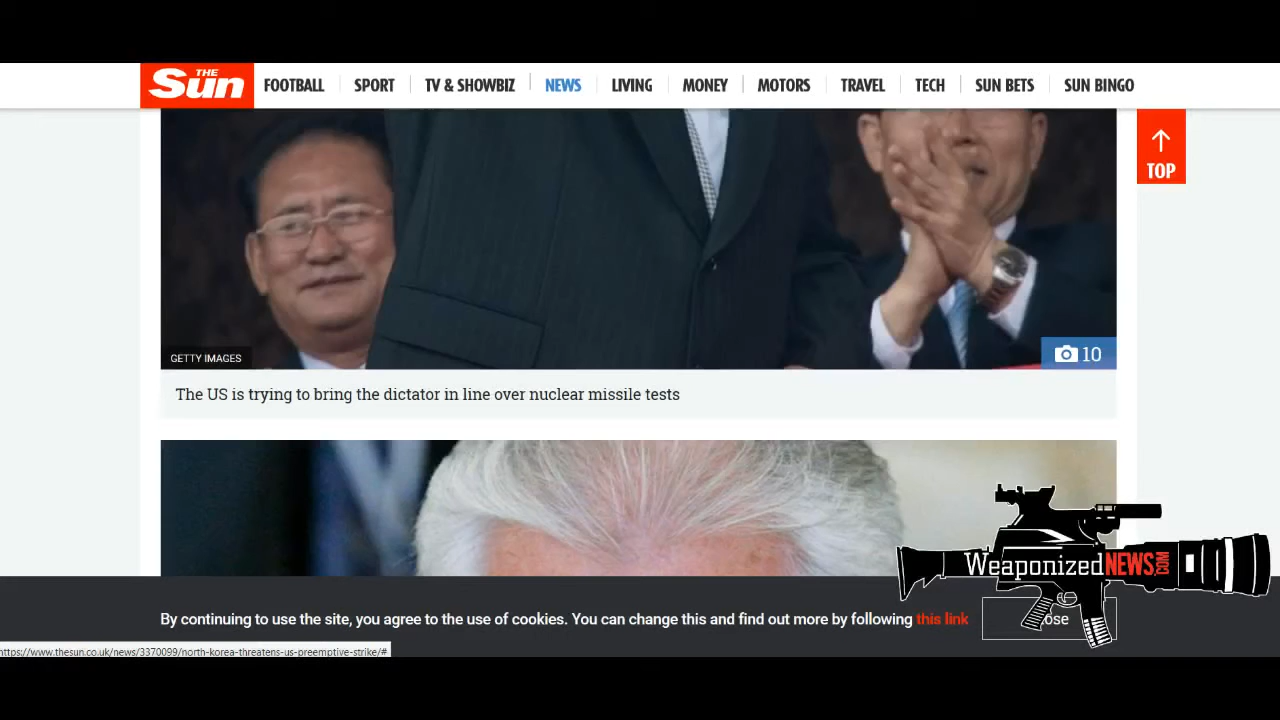 THE Sun
FOOTBALL SPORT TV & SHOWBIZ NEWS LIVING MONEY MOTORS TRAVEL TECH SUN BETS SUN BINGO
TOP
GETTY IMAGES
10
The US is trying to bring the dictator in line over nuclear missile tests
WeaponizedNEWS.COM
By continuing to use the site, you agree to the use of cookies. You can change this and find out more by following this link
https://www.thesun.co.uk/news/3370099/north-korea-threatens-us-preemptive-strike/#